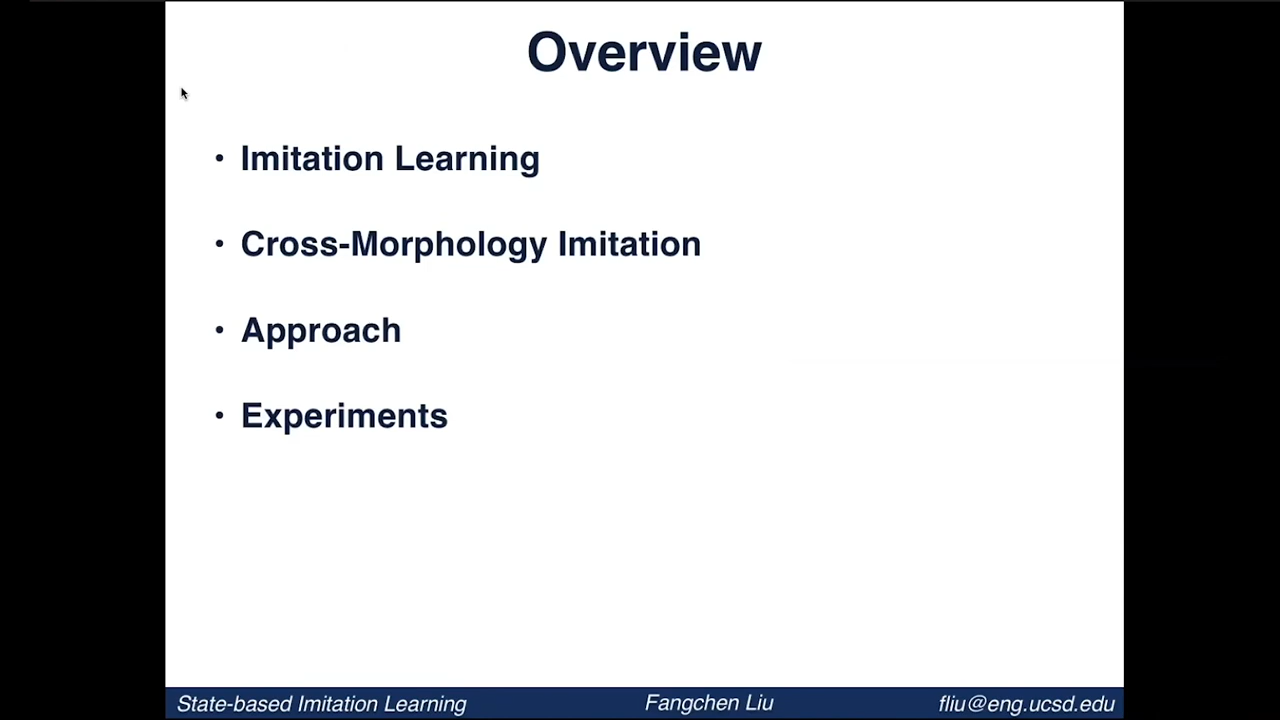 Overview
• Imitation Learning
• Cross-Morphology Imitation
• Approach
• Experiments
State-based Imitation Learning Fangchen Liu fliu@eng.ucsd.edu